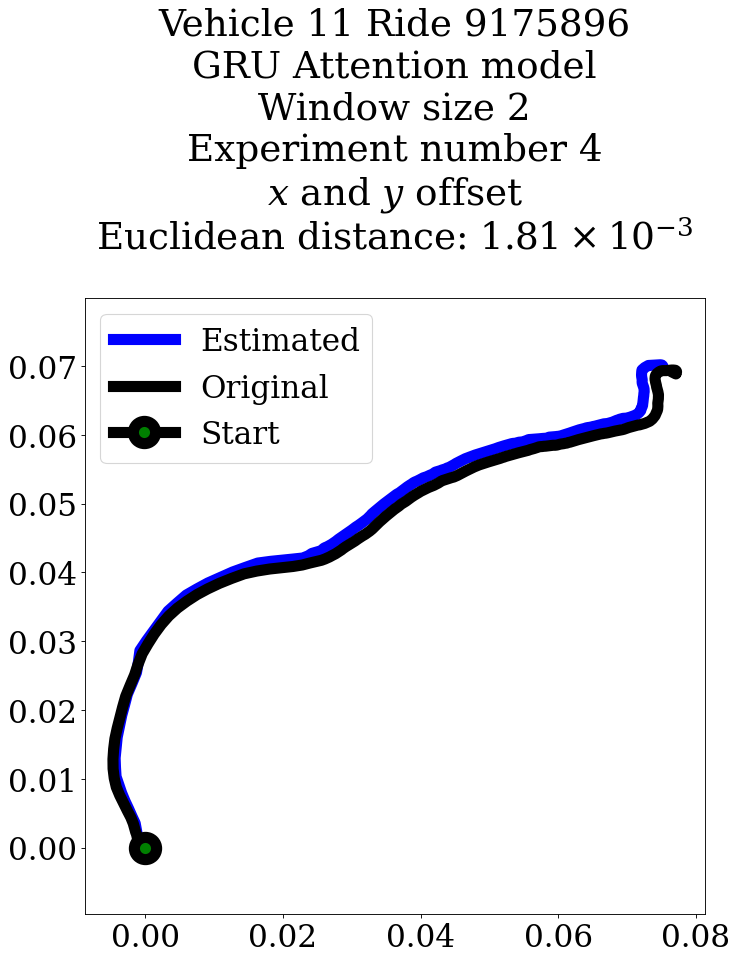 Vehicle 11 Ride 9175896
GRU Attention model
Window size 2
Experiment number 4
x and y offset
Euclidean distance: 1.81 × 10⁻³
Estimated
Original
Start
0.07
0.06
0.05
0.04
0.03
0.02
0.01
0.00
0.00 0.02 0.04 0.06 0.08